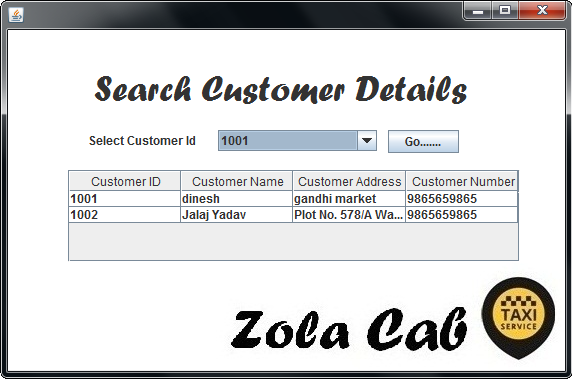 Search Customer Details
Select Customer Id 1001 Go.......
Customer ID Customer Name Customer Address Customer Number
1001 dinesh gandhi market 9865659865
1002 Jalaj Yadav Plot No. 578/A Wa... 9865659865
Zola Cab
TAXI
SERVICE